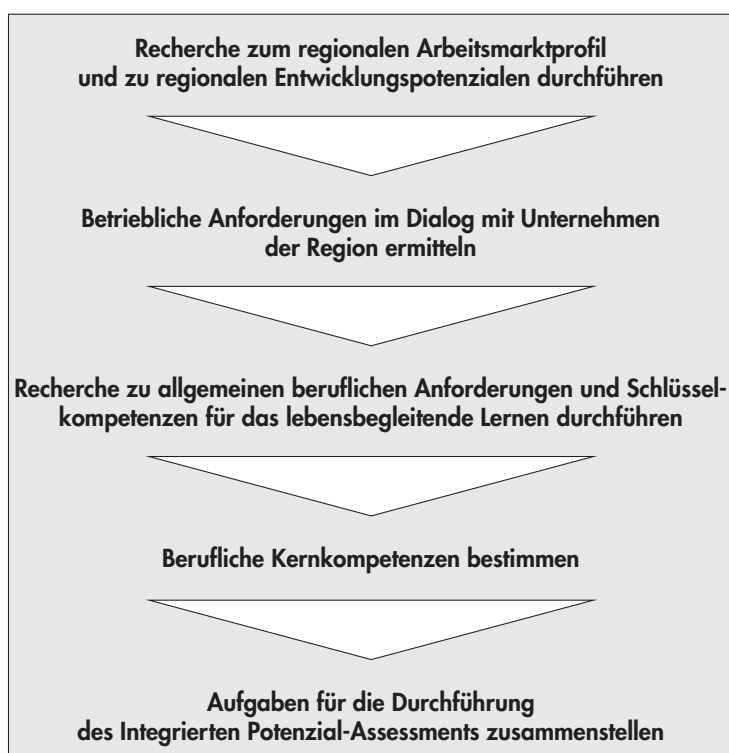 Recherche zum regionalen Arbeitsmarktprofil
und zu regionalen Entwicklungspotenzialen durchführen
Betriebliche Anforderungen im Dialog mit Unternehmen
der Region ermitteln
Recherche zu allgemeinen beruflichen Anforderungen und Schlüssel-
kompetenzen für das lebensbegleitende Lernen durchführen
Berufliche Kernkompetenzen bestimmen
Aufgaben für die Durchführung
des Integrierten Potenzial-Assessments zusammenstellen